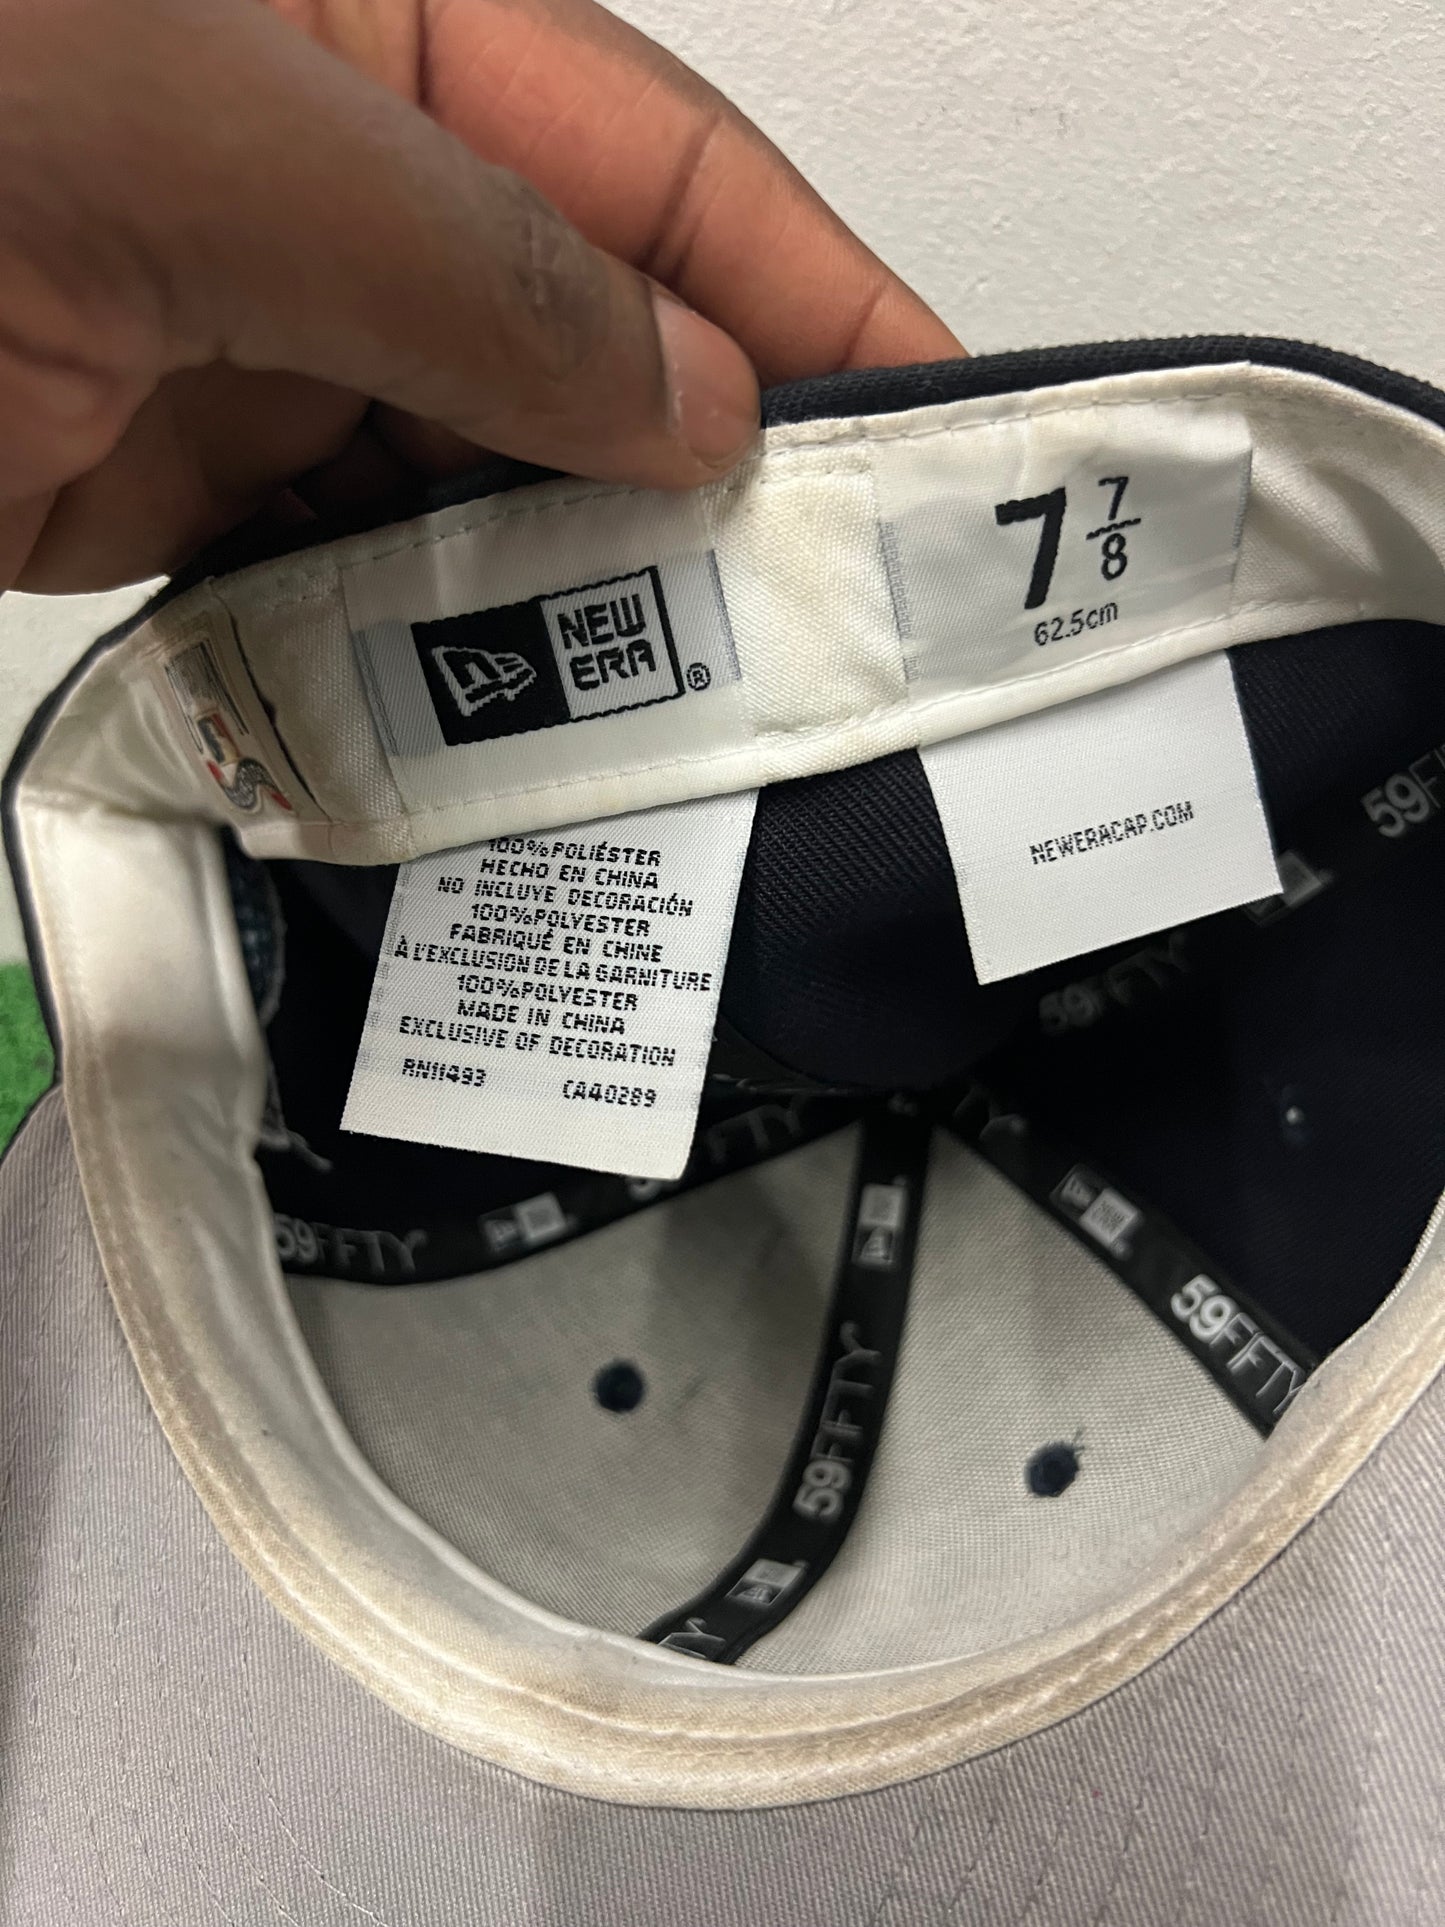 NEW
ERA
®
7 7/8
62.5cm
100%POLIÉSTER
HECHO EN CHINA
NO INCLUYE DECORACIÓN
100%POLYESTER
FABRIQUÉ EN CHINE
À L'EXCLUSION DE LA GARNITURE
100%POLYESTER
MADE IN CHINA
EXCLUSIVE OF DECORATION
RN11493 CA40289
NEWERACAP.COM
59
59FIFTY
59FIFTY
59FIFTY
59FIFTY